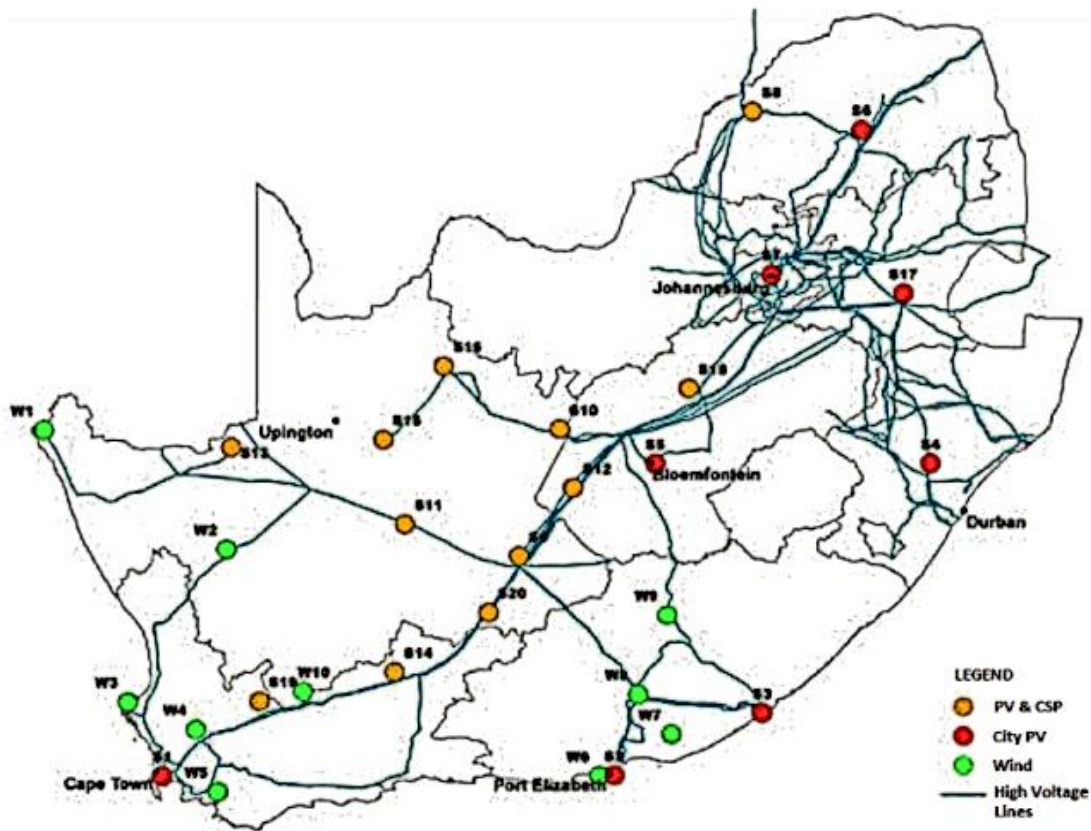 S8
S6
S7
Johannesburg
S17
S16
S18
W1
S10
Upington
S15
S13
S5
Bloemfontein
S4
S12
S11
Durban
W2
S9
S20
W9
S14
W3
S19
W10
W8
S3
W4
W7
S1
Cape Town
W5
W6
S2
Port Elizabeth
LEGEND
PV & CSP
City PV
Wind
High Voltage
Lines